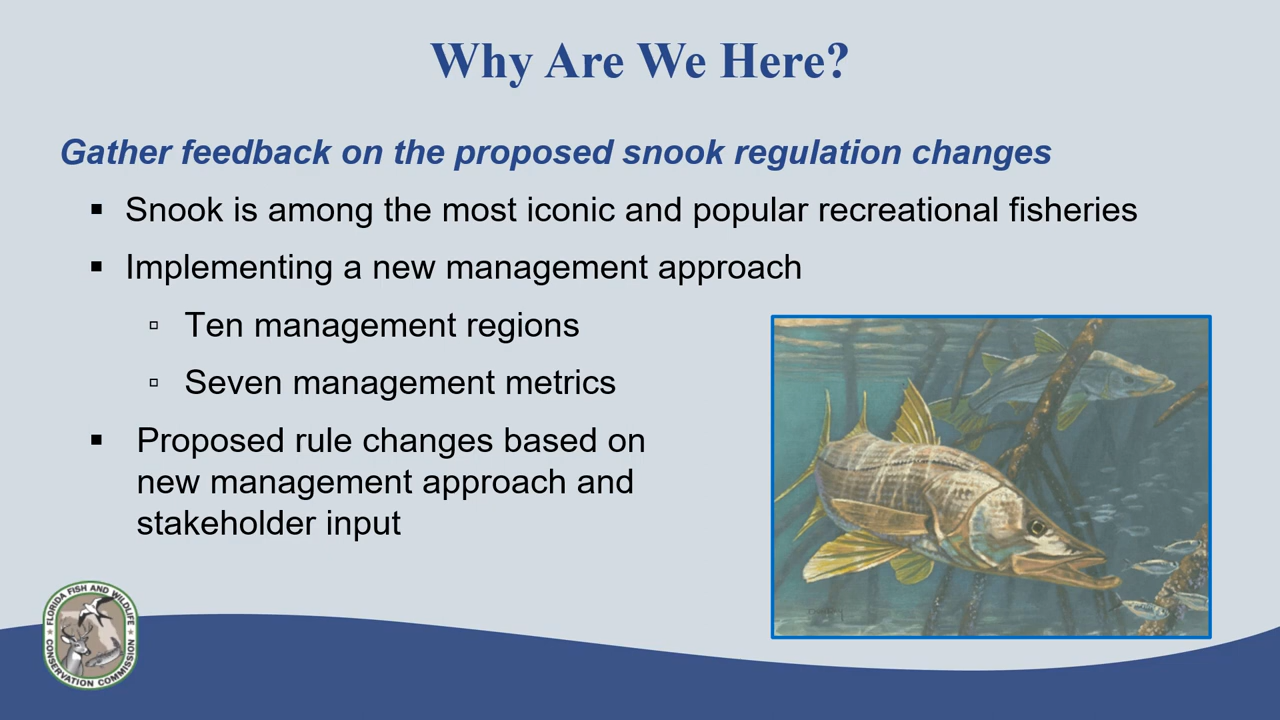 Why Are We Here?
Gather feedback on the proposed snook regulation changes
▪ Snook is among the most iconic and popular recreational fisheries
▪ Implementing a new management approach
▫ Ten management regions
▫ Seven management metrics
▪ Proposed rule changes based on
new management approach and
stakeholder input
FLORIDA FISH AND WILDLIFE
CONSERVATION COMMISSION